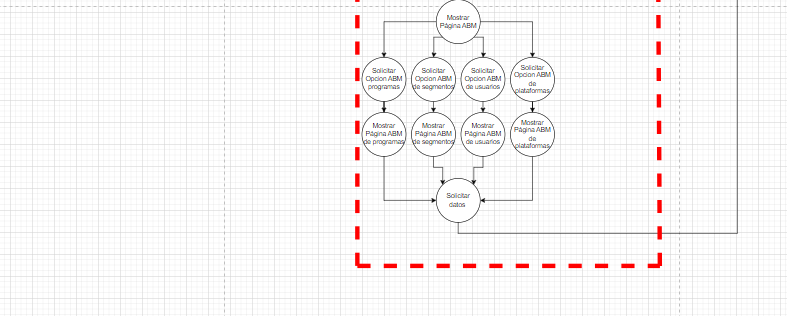 Mostrar
Página ABM
Solicitar
Opcion ABM
programas
Solicitar
Opcion ABM
de segmentos
Solicitar
Opcion ABM
de usuarios
Solicitar
Opcion ABM
de
plataformas
Mostrar
Página ABM
de programas
Mostrar
Página ABM
de segmentos
Mostrar
Página ABM
de usuarios
Mostrar
Página ABM
de
plataformas
Solicitar
datos